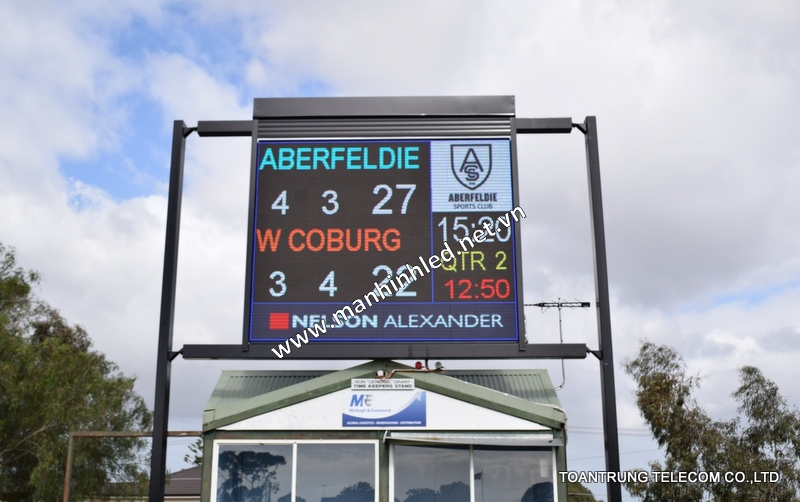 ABERFELDIE
4 3 27
W COBURG
3 4 22
ABERFELDIE
SPORTS CLUB
15:20
QTR 2
12:50
NELSON ALEXANDER
www.manhinhled.net.vn
TIME KEEPERS STAND
ME
TOANTRUNG TELECOM CO.,LTD